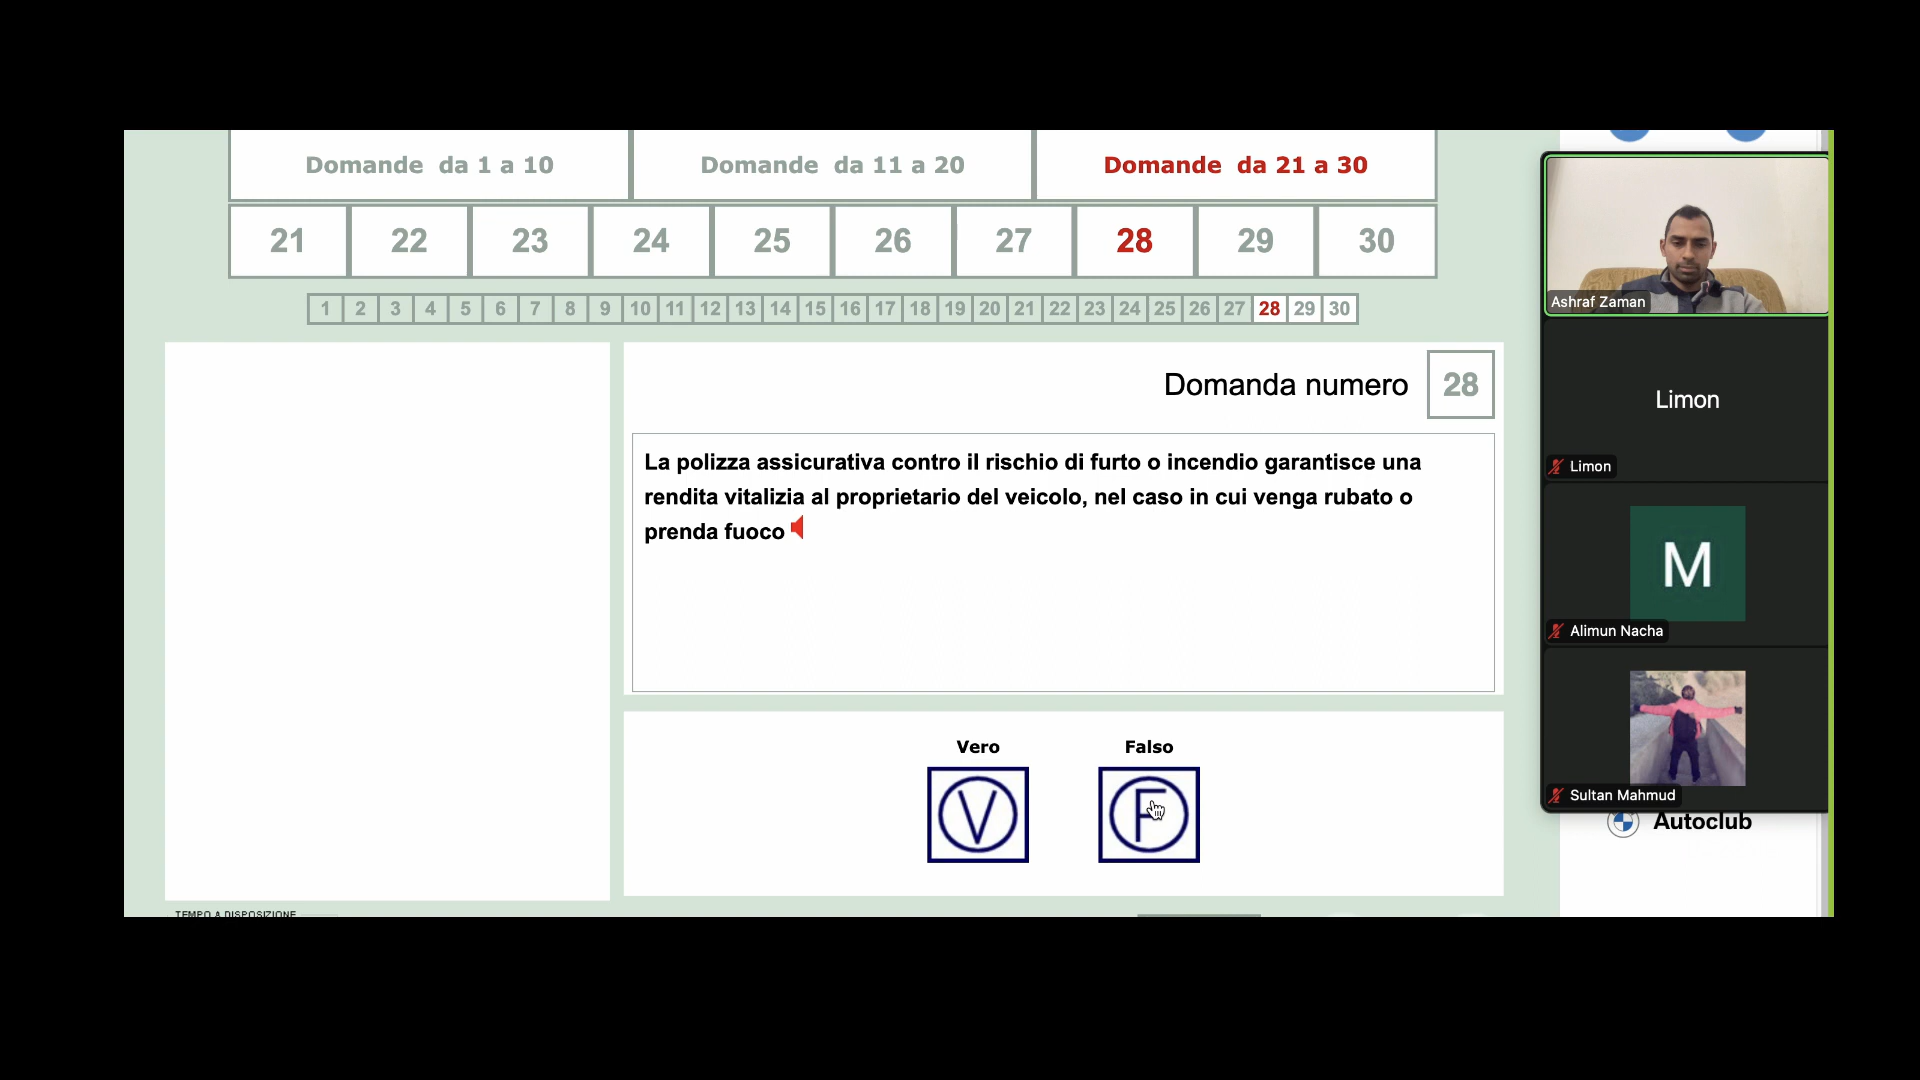 Domande da 1 a 10
Domande da 11 a 20
Domande da 21 a 30
21 22 23 24 25 26 27 28 29 30
1 2 3 4 5 6 7 8 9 10 11 12 13 14 15 16 17 18 19 20 21 22 23 24 25 26 27 28 29 30
Domanda numero 28
La polizza assicurativa contro il rischio di furto o incendio garantisce una
rendita vitalizia al proprietario del veicolo, nel caso in cui venga rubato o
prenda fuoco
Vero
Falso
V
F
TEMPO A DISPOSIZIONE
Ashraf Zaman
Limon
Limon
M
Alimun Nacha
Sultan Mahmud
Autoclub